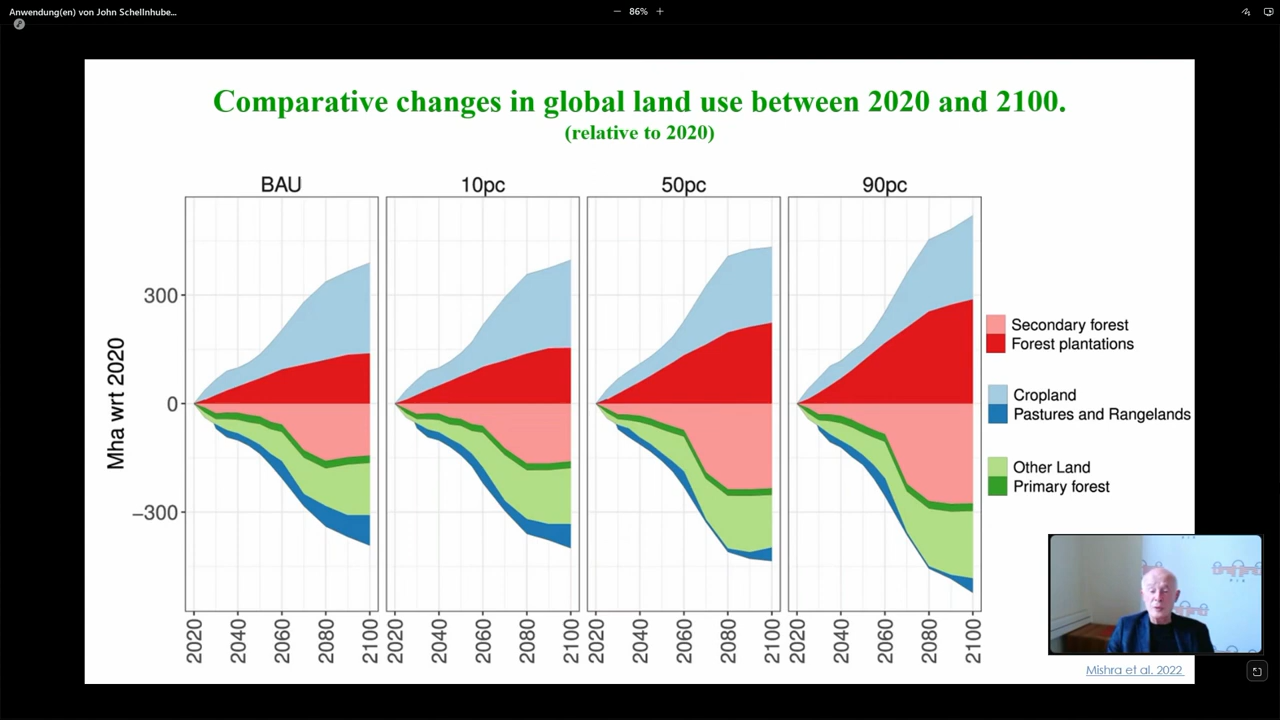 Anwendung(en) von John Schellnhube...
86%
Comparative changes in global land use between 2020 and 2100.
(relative to 2020)
BAU
10pc
50pc
90pc
Mha wrt 2020
300
0
−300
2020 2040 2060 2080 2100
2020 2040 2060 2080 2100
2020 2040 2060 2080 2100
2020 2040 2060 2080 2100
Secondary forest
Forest plantations
Cropland
Pastures and Rangelands
Other Land
Primary forest
Mishra et al. 2022